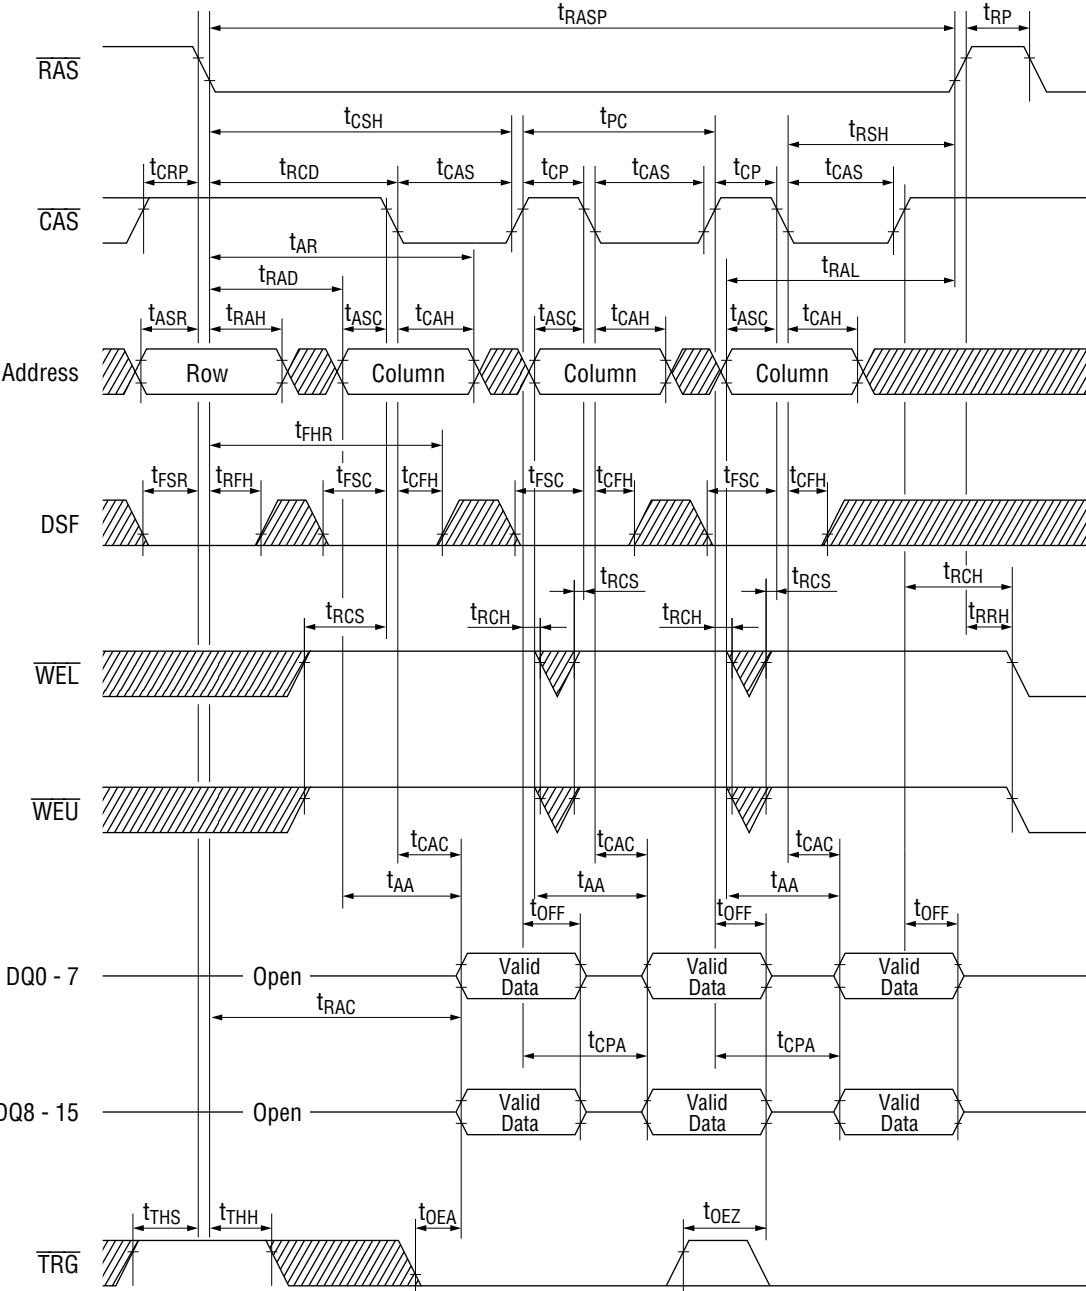 tRASP tRP
RAS
tCSH tPC
tRSH
tCRP tRCD tCAS tCP tCAS tCP tCAS
CAS
tAR
tRAD tRAL
tASR tRAH tASC tCAH tASC tCAH tASC tCAH
Address Row Column Column Column
tFHR
tFSR tRFH tFSC tCFH tFSC tCFH tFSC tCFH
DSF
tRCS tRCS tRCH
tRCS tRCH tRCH tRRH
WEL
WEU
tCAC tCAC tCAC
tAA tAA tAA
tOFF tOFF tOFF
DQ0 - 7 Open Valid Data Valid Data Valid Data
tRAC
tCPA tCPA
DQ8 - 15 Open Valid Data Valid Data Valid Data
tTHS tTHH tOEA tOEZ
TRG